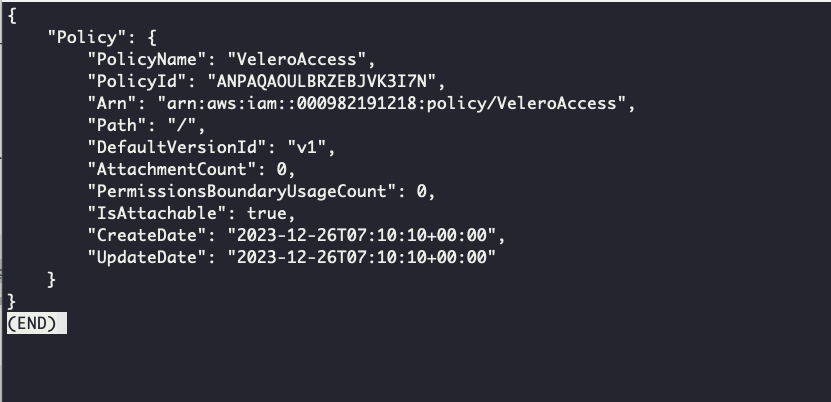 {
    "Policy": {
        "PolicyName": "VeleroAccess",
        "PolicyId": "ANPAQAOULBRZEBJVK3I7N",
        "Arn": "arn:aws:iam::000982191218:policy/VeleroAccess",
        "Path": "/",
        "DefaultVersionId": "v1",
        "AttachmentCount": 0,
        "PermissionsBoundaryUsageCount": 0,
        "IsAttachable": true,
        "CreateDate": "2023-12-26T07:10:10+00:00",
        "UpdateDate": "2023-12-26T07:10:10+00:00"
    }
}
(END)